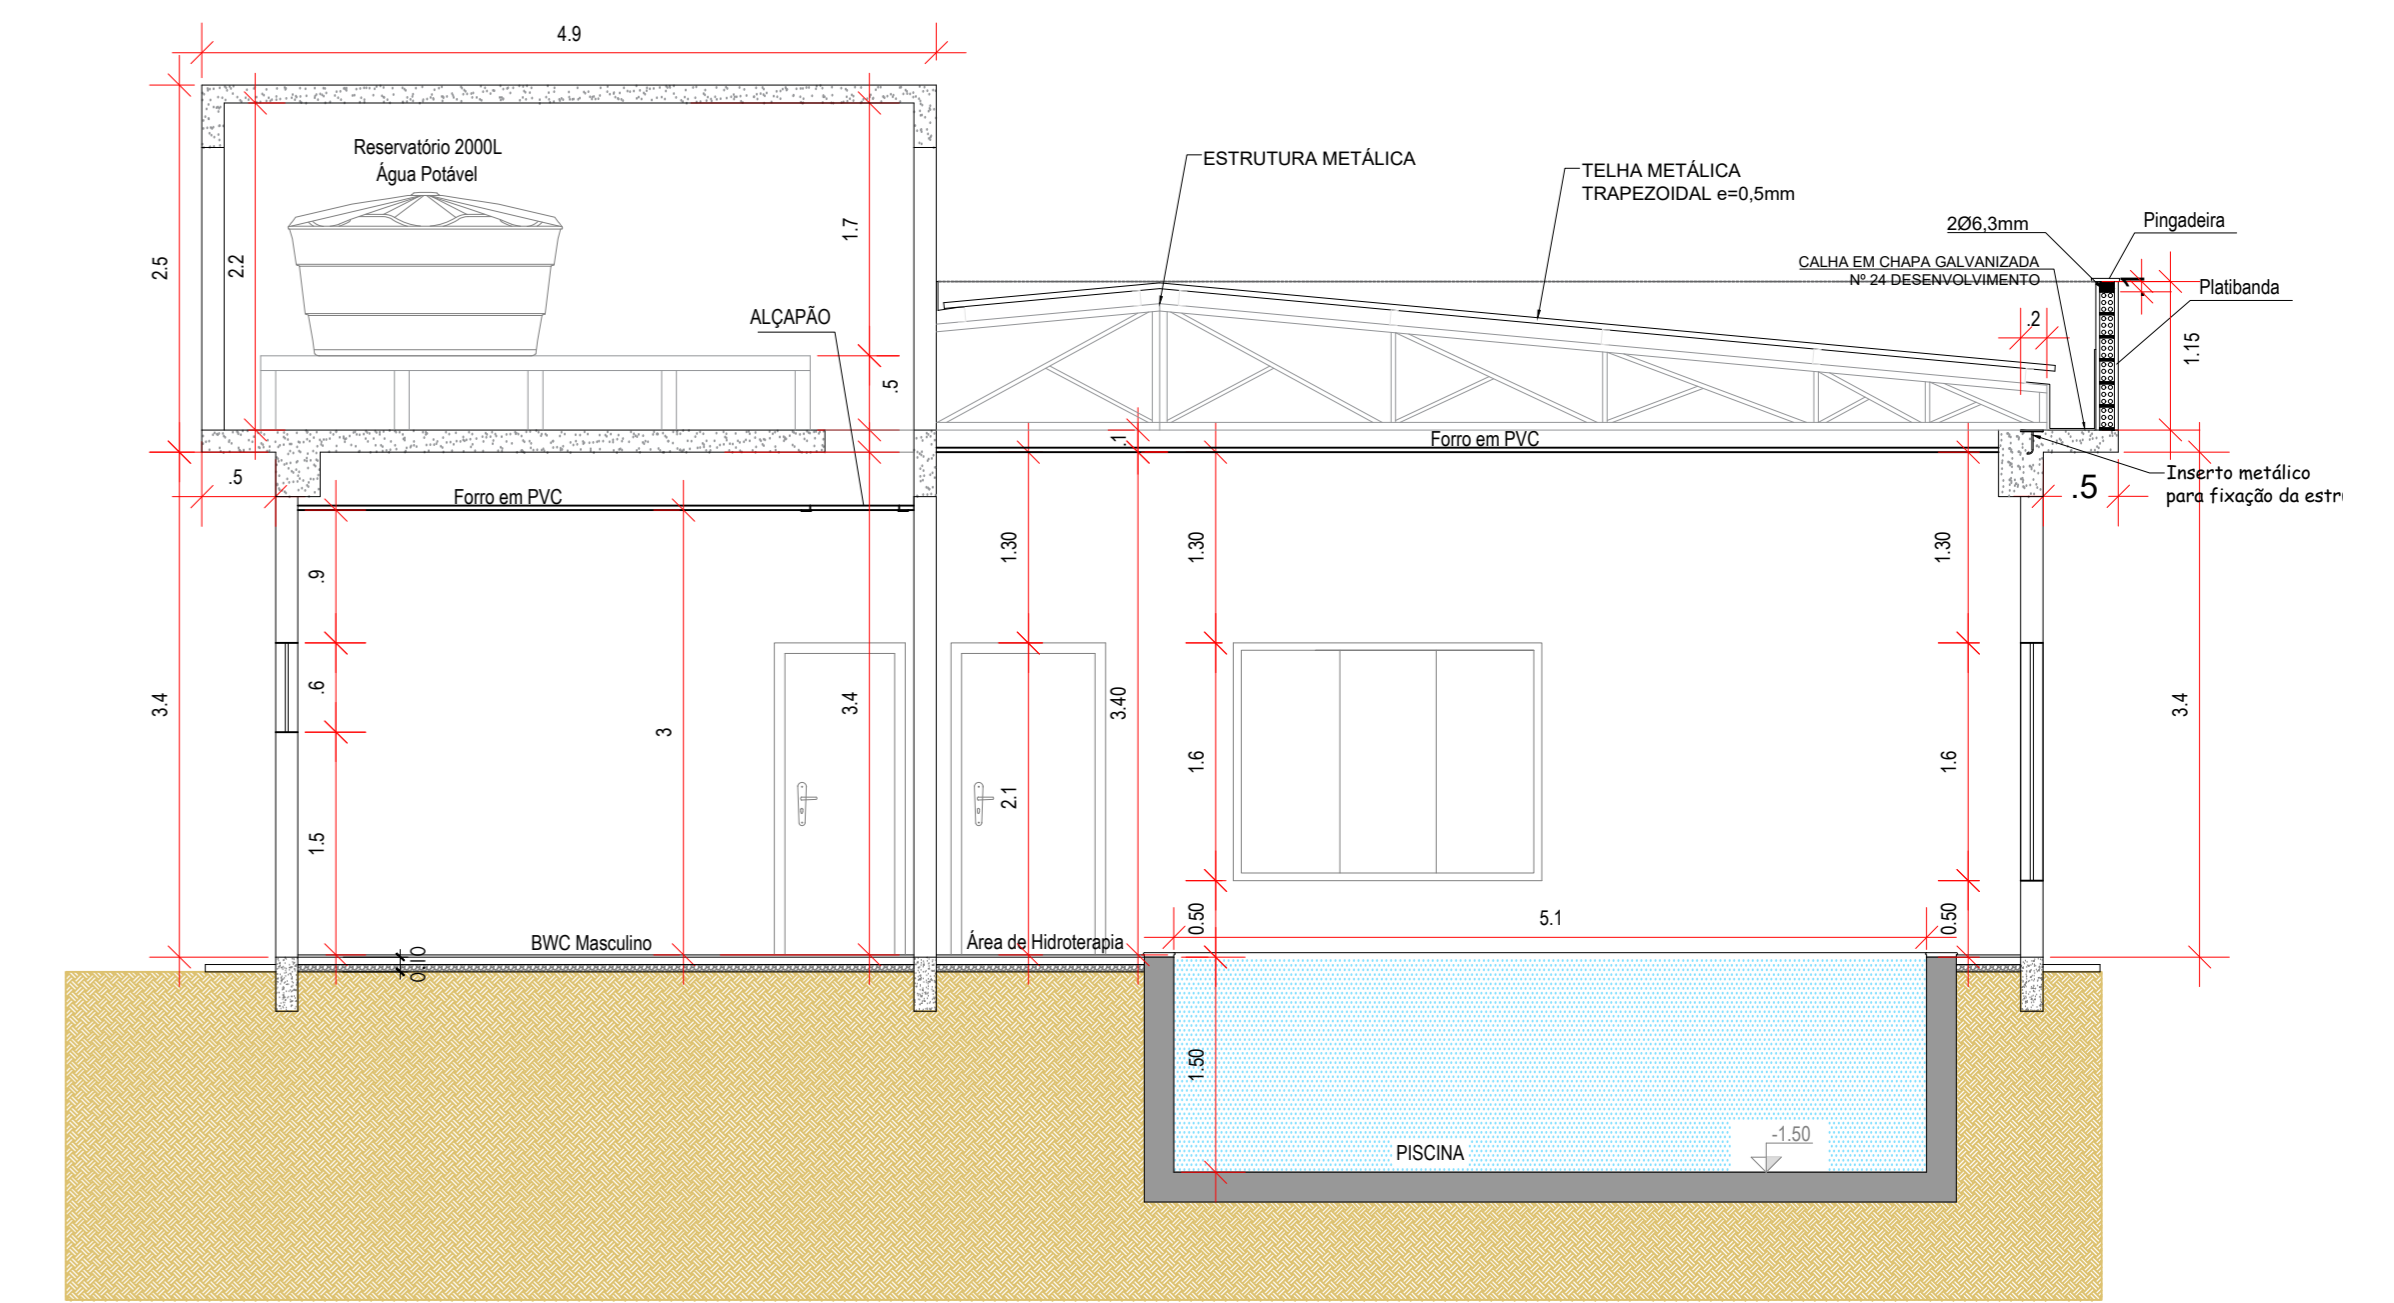 4.9
Reservatório 2000L
Água Potável
2.5
2.2
1.7
.5
ALÇAPÃO
ESTRUTURA METÁLICA
TELHA METÁLICA
TRAPEZOIDAL e=0,5mm
2Ø6,3mm
Pingadeira
CALHA EM CHAPA GALVANIZADA
Nº 24 DESENVOLVIMENTO
Platibanda
.2
1.15
.1
Forro em PVC
Inserto metálico
para fixação da estr
.5
.5
Forro em PVC
.9
1.30
1.30
1.30
.6
3.4
3
3.4
3.40
3.4
2.1
1.6
1.6
1.5
0.50
5.1
0.50
BWC Masculino
Área de Hidroterapia
1.50
-1.50
PISCINA